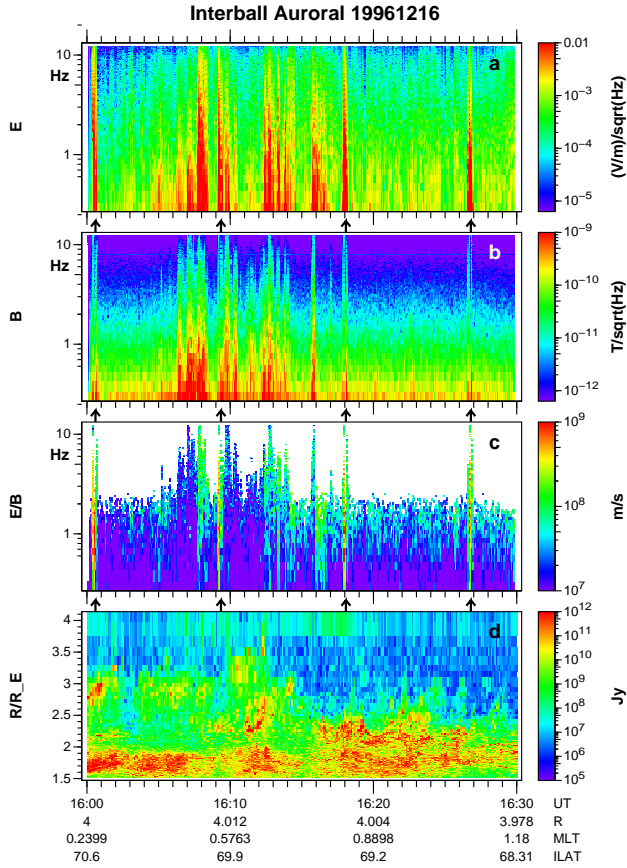 Interball Auroral 19961216
10
Hz
1
E
a
0.01
10^-3
10^-4
10^-5
(V/m)/sqrt(Hz)
10
Hz
1
B
b
10^-9
10^-10
10^-11
10^-12
T/sqrt(Hz)
10
Hz
1
E/B
c
10^9
10^8
10^7
m/s
4
3.5
3
2.5
2
1.5
R/R_E
d
10^12
10^11
10^10
10^9
10^8
10^7
10^6
10^5
Jy
16:00 16:10 16:20 16:30 UT
4 4.012 4.004 3.978 R
0.2399 0.5763 0.8898 1.18 MLT
70.6 69.9 69.2 68.31 ILAT